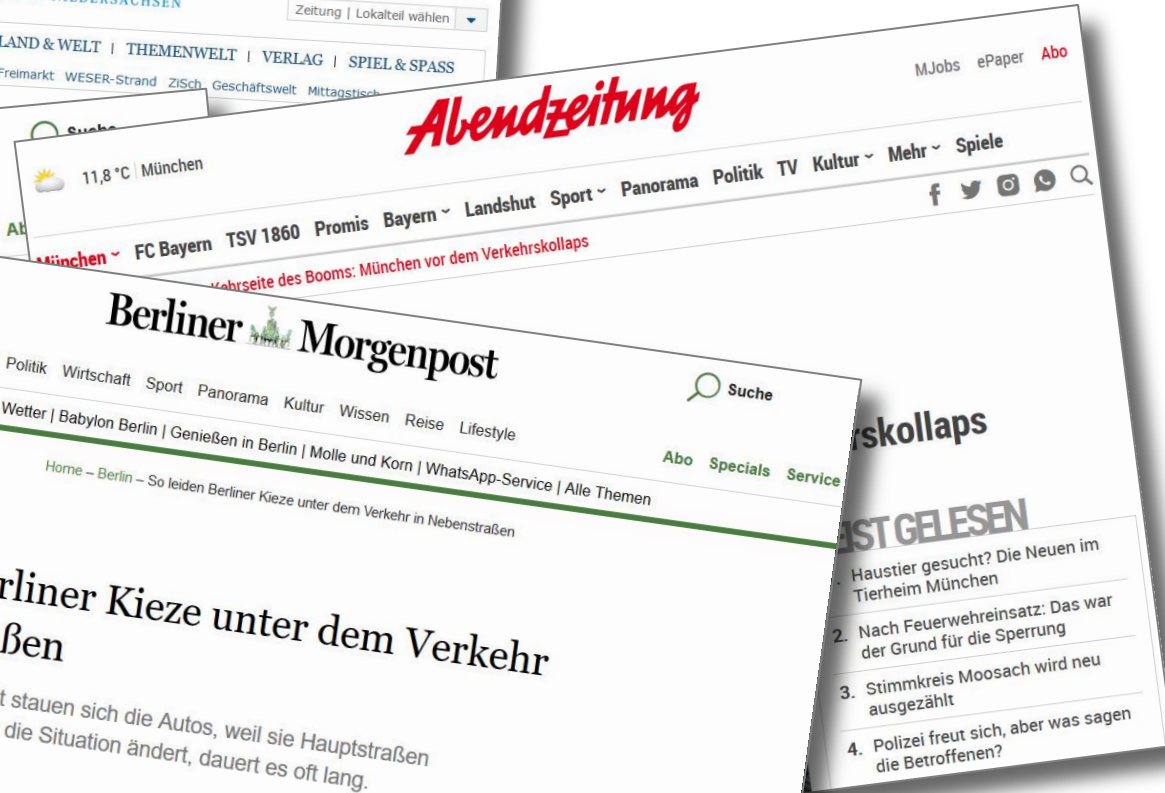 NIEDERSACHSEN
Zeitung | Lokalteil wählen
LAND & WELT | THEMENWELT | VERLAG | SPIEL & SPASS
Freimarkt WESER-Strand ZiSch Geschäftswelt Mittagstisch
Suche
MJobs ePaper Abo
Abendzeitung
11,8 °C | München
München FC Bayern TSV 1860 Promis Bayern Landshut Sport Panorama Politik TV Kultur Mehr Spiele
Kehrseite des Booms: München vor dem Verkehrskollaps
rskollaps
EIST GELESEN
Haustier gesucht? Die Neuen im
Tierheim München
2. Nach Feuerwehreinsatz: Das war
der Grund für die Sperrung
3. Stimmkreis Moosach wird neu
ausgezählt
4. Polizei freut sich, aber was sagen
die Betroffenen?
Berliner Morgenpost
Suche
Politik Wirtschaft Sport Panorama Kultur Wissen Reise Lifestyle
Abo Specials Service
Wetter | Babylon Berlin | Genießen in Berlin | Molle und Korn | WhatsApp-Service | Alle Themen
Home – Berlin – So leiden Berliner Kieze unter dem Verkehr in Nebenstraßen
rliner Kieze unter dem Verkehr
ßen
t stauen sich die Autos, weil sie Hauptstraßen
die Situation ändert, dauert es oft lang.